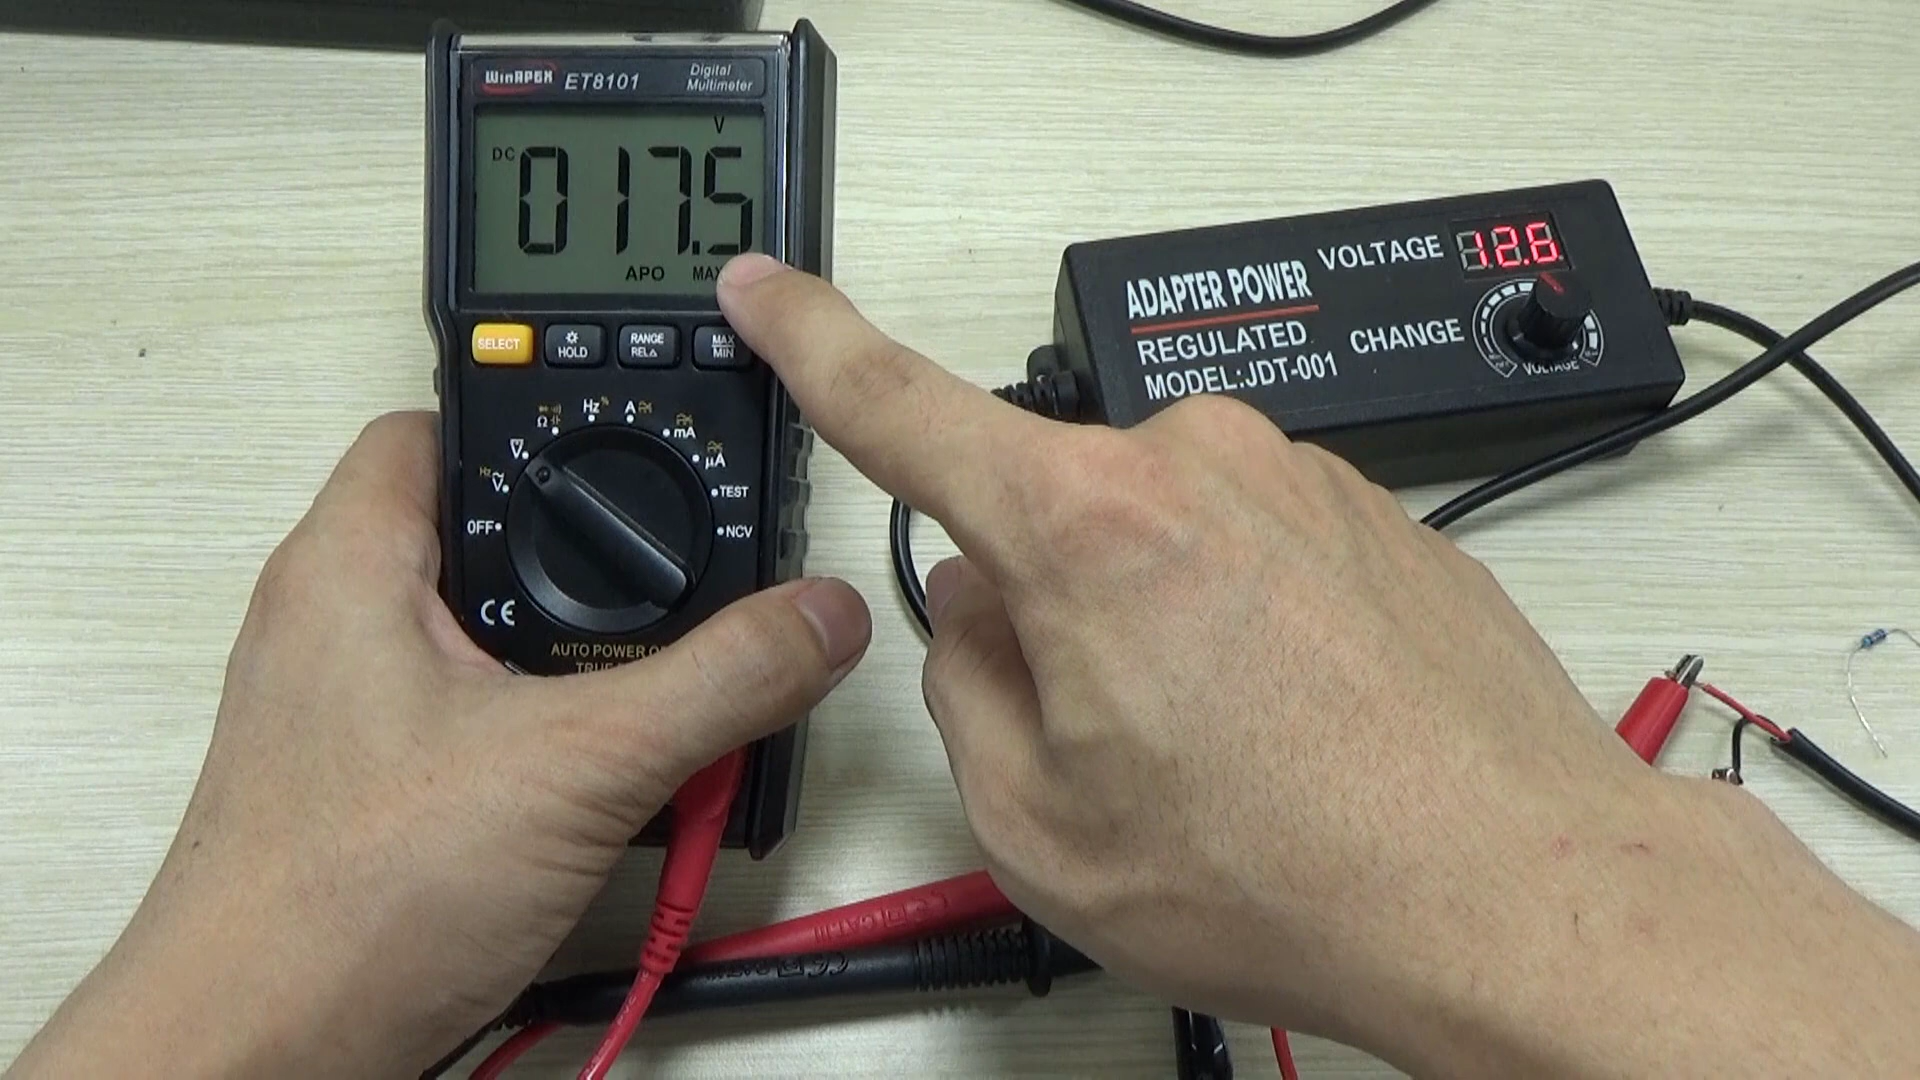 WINAPEX ET8101 Digital
Multimeter
V
DC 017.5
APO MAX
SELECT
HOLD
RANGE
REL△
MAX
MIN
Hz %
A
mA
μA
TEST
NCV
Ω
V
Hz
V
OFF
CE
AUTO POWER
ADAPTER POWER
REGULATED
MODEL:JDT-001
VOLTAGE 12.6
CHANGE
VOLTAGE